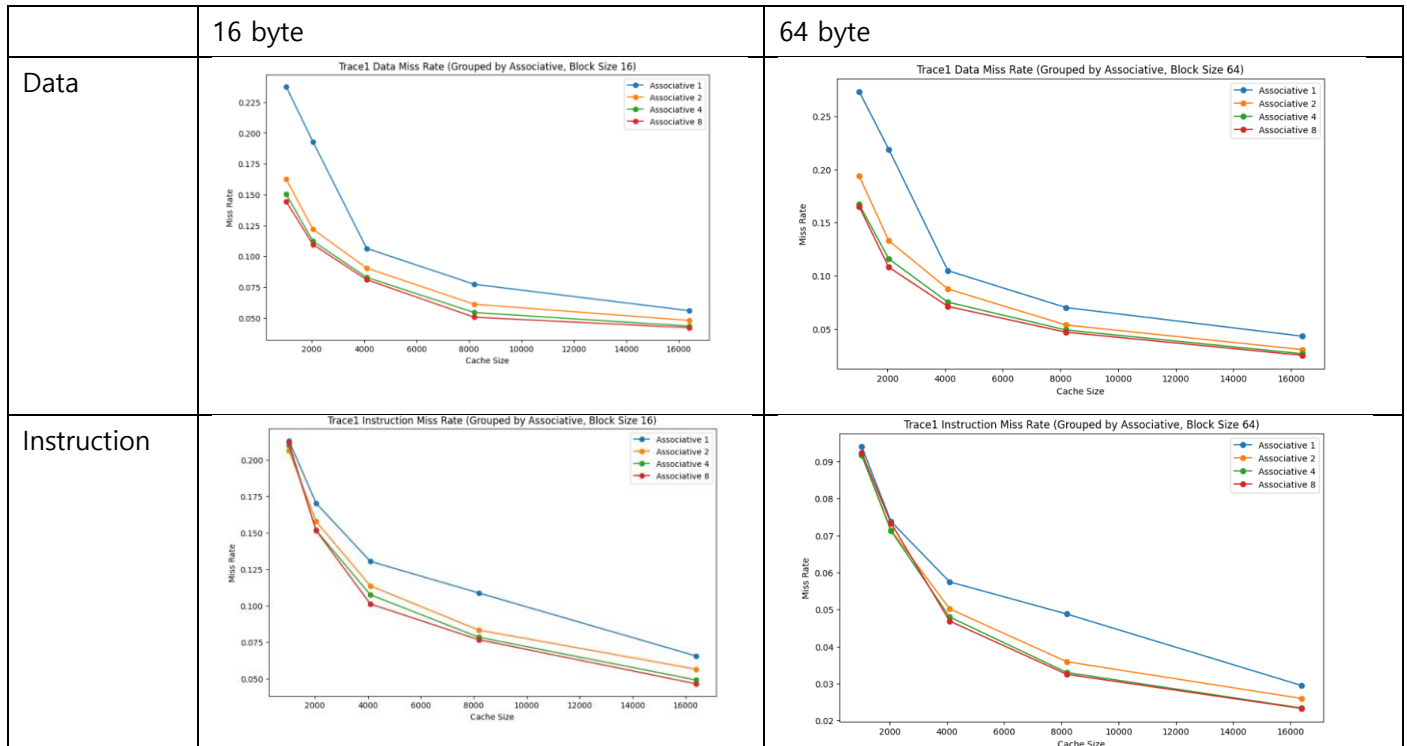 16 byte
64 byte
Data
Trace1 Data Miss Rate (Grouped by Associative, Block Size 16)
Associative 1
Associative 2
Associative 4
Associative 8
0.225
0.200
0.175
0.150
0.125
0.100
0.075
0.050
Miss Rate
2000 4000 6000 8000 10000 12000 14000 16000
Cache Size
Trace1 Data Miss Rate (Grouped by Associative, Block Size 64)
Associative 1
Associative 2
Associative 4
Associative 8
0.25
0.20
0.15
0.10
0.05
Miss Rate
2000 4000 6000 8000 10000 12000 14000 16000
Cache Size
Instruction
Trace1 Instruction Miss Rate (Grouped by Associative, Block Size 16)
Associative 1
Associative 2
Associative 4
Associative 8
0.200
0.175
0.150
0.125
0.100
0.075
0.050
Miss Rate
2000 4000 6000 8000 10000 12000 14000 16000
Cache Size
Trace1 Instruction Miss Rate (Grouped by Associative, Block Size 64)
Associative 1
Associative 2
Associative 4
Associative 8
0.09
0.08
0.07
0.06
0.05
0.04
0.03
0.02
Miss Rate
2000 4000 6000 8000 10000 12000 14000 16000
Cache Size